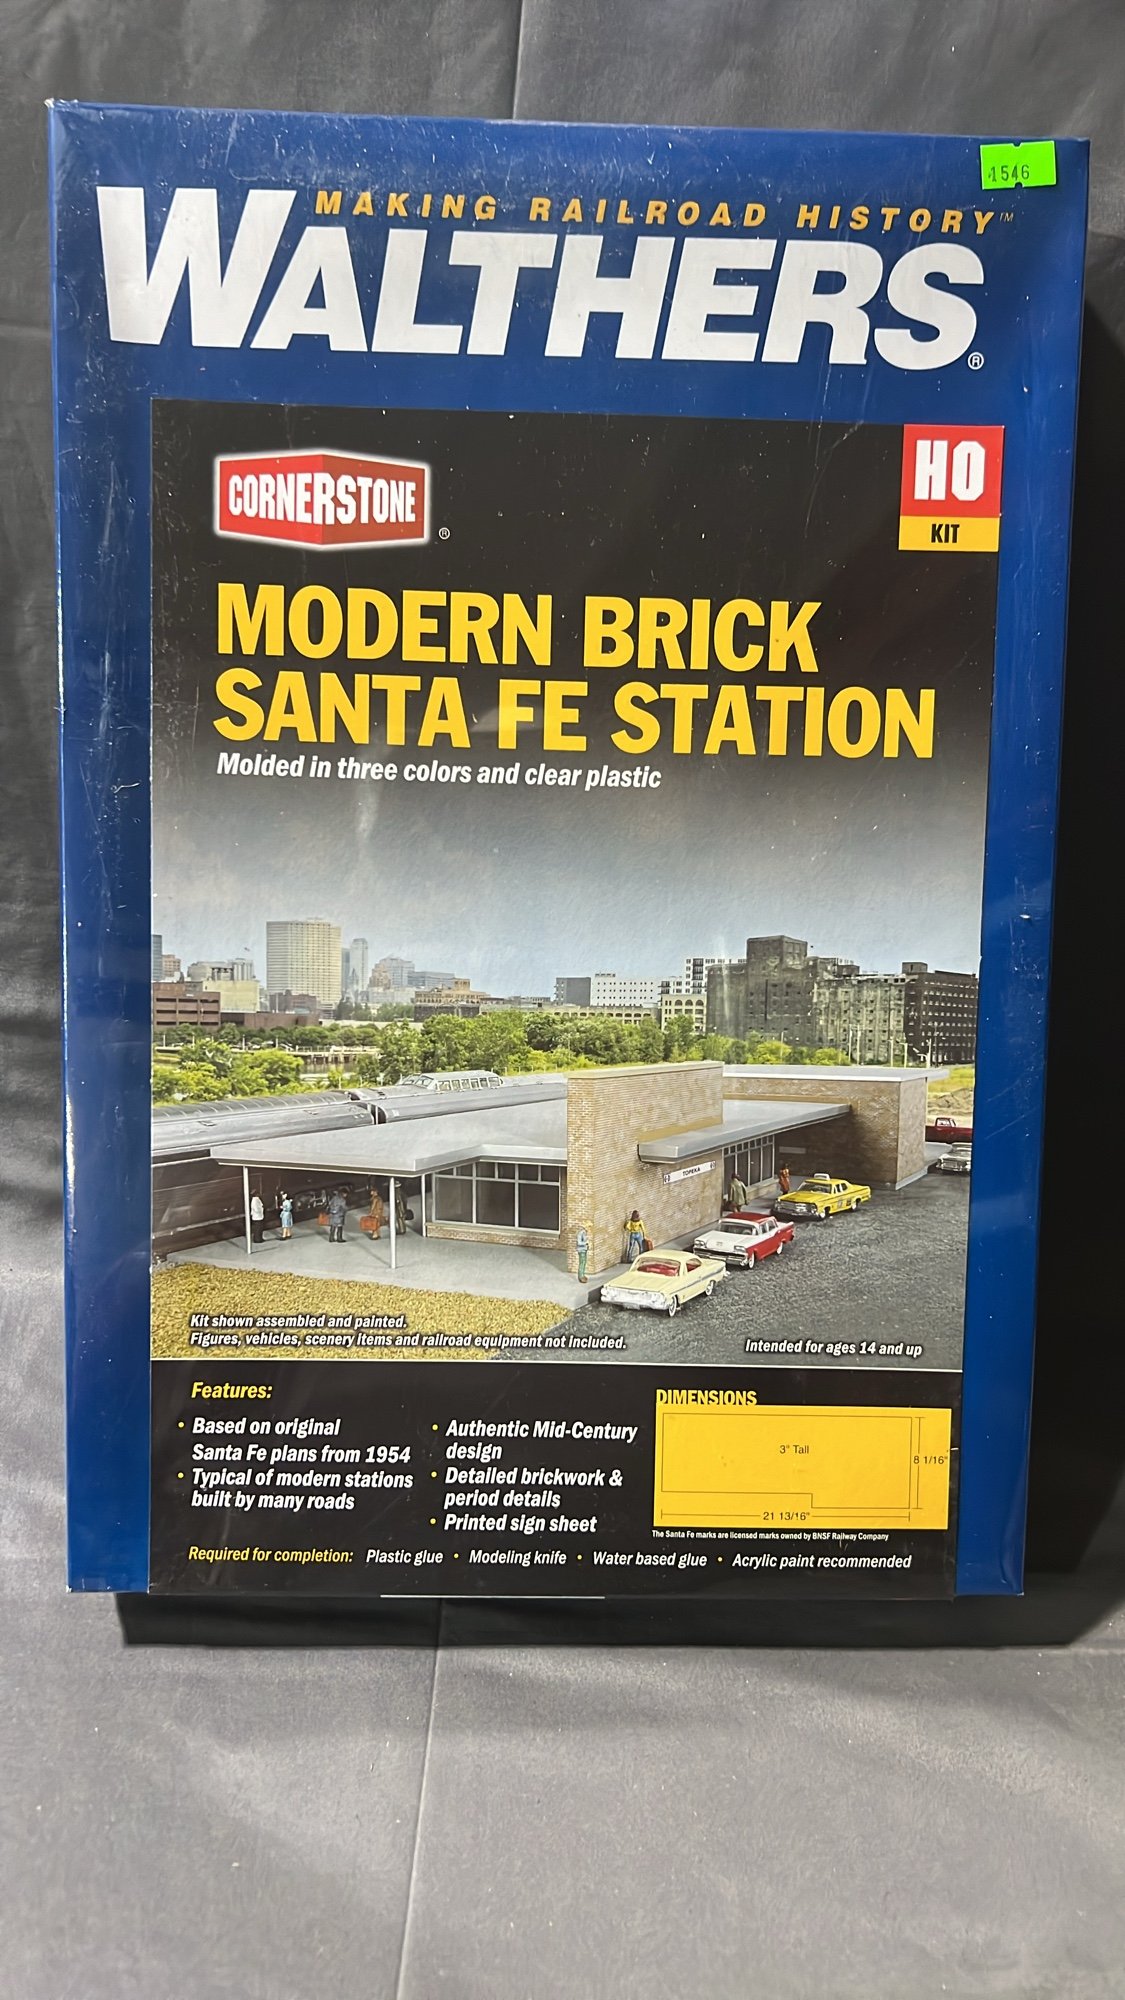 1546
MAKING RAILROAD HISTORY™
WALTHERS®
CORNERSTONE®
HO
KIT
MODERN BRICK
SANTA FE STATION
Molded in three colors and clear plastic
TOPEKA
Kit shown assembled and painted.
Figures, vehicles, scenery items and railroad equipment not included.
Intended for ages 14 and up
Features:
• Based on original
Santa Fe plans from 1954
• Typical of modern stations
built by many roads
• Authentic Mid-Century
design
• Detailed brickwork &
period details
• Printed sign sheet
DIMENSIONS
3" Tall
8 1/16"
21 13/16"
The Santa Fe marks are licensed marks owned by BNSF Railway Company
Required for completion: Plastic glue • Modeling knife • Water based glue • Acrylic paint recommended